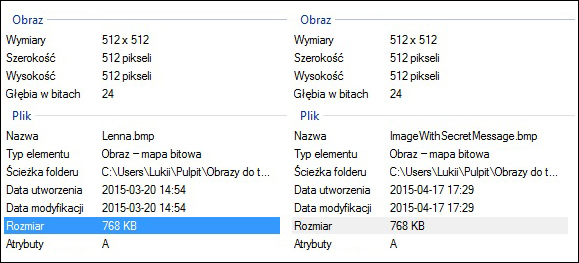 Obraz
Wymiary 512 x 512
Szerokość 512 pikseli
Wysokość 512 pikseli
Głębia w bitach 24
Plik
Nazwa Lenna.bmp
Typ elementu Obraz – mapa bitowa
Ścieżka folderu C:\Users\Lukii\Pulpit\Obrazy do t...
Data utworzenia 2015-03-20 14:54
Data modyfikacji 2015-03-20 14:54
Rozmiar 768 KB
Atrybuty A
Obraz
Wymiary 512 x 512
Szerokość 512 pikseli
Wysokość 512 pikseli
Głębia w bitach 24
Plik
Nazwa ImageWithSecretMessage.bmp
Typ elementu Obraz – mapa bitowa
Ścieżka folderu C:\Users\Lukii\Pulpit\Obrazy do t...
Data utworzenia 2015-04-17 17:29
Data modyfikacji 2015-04-17 17:29
Rozmiar 768 KB
Atrybuty A